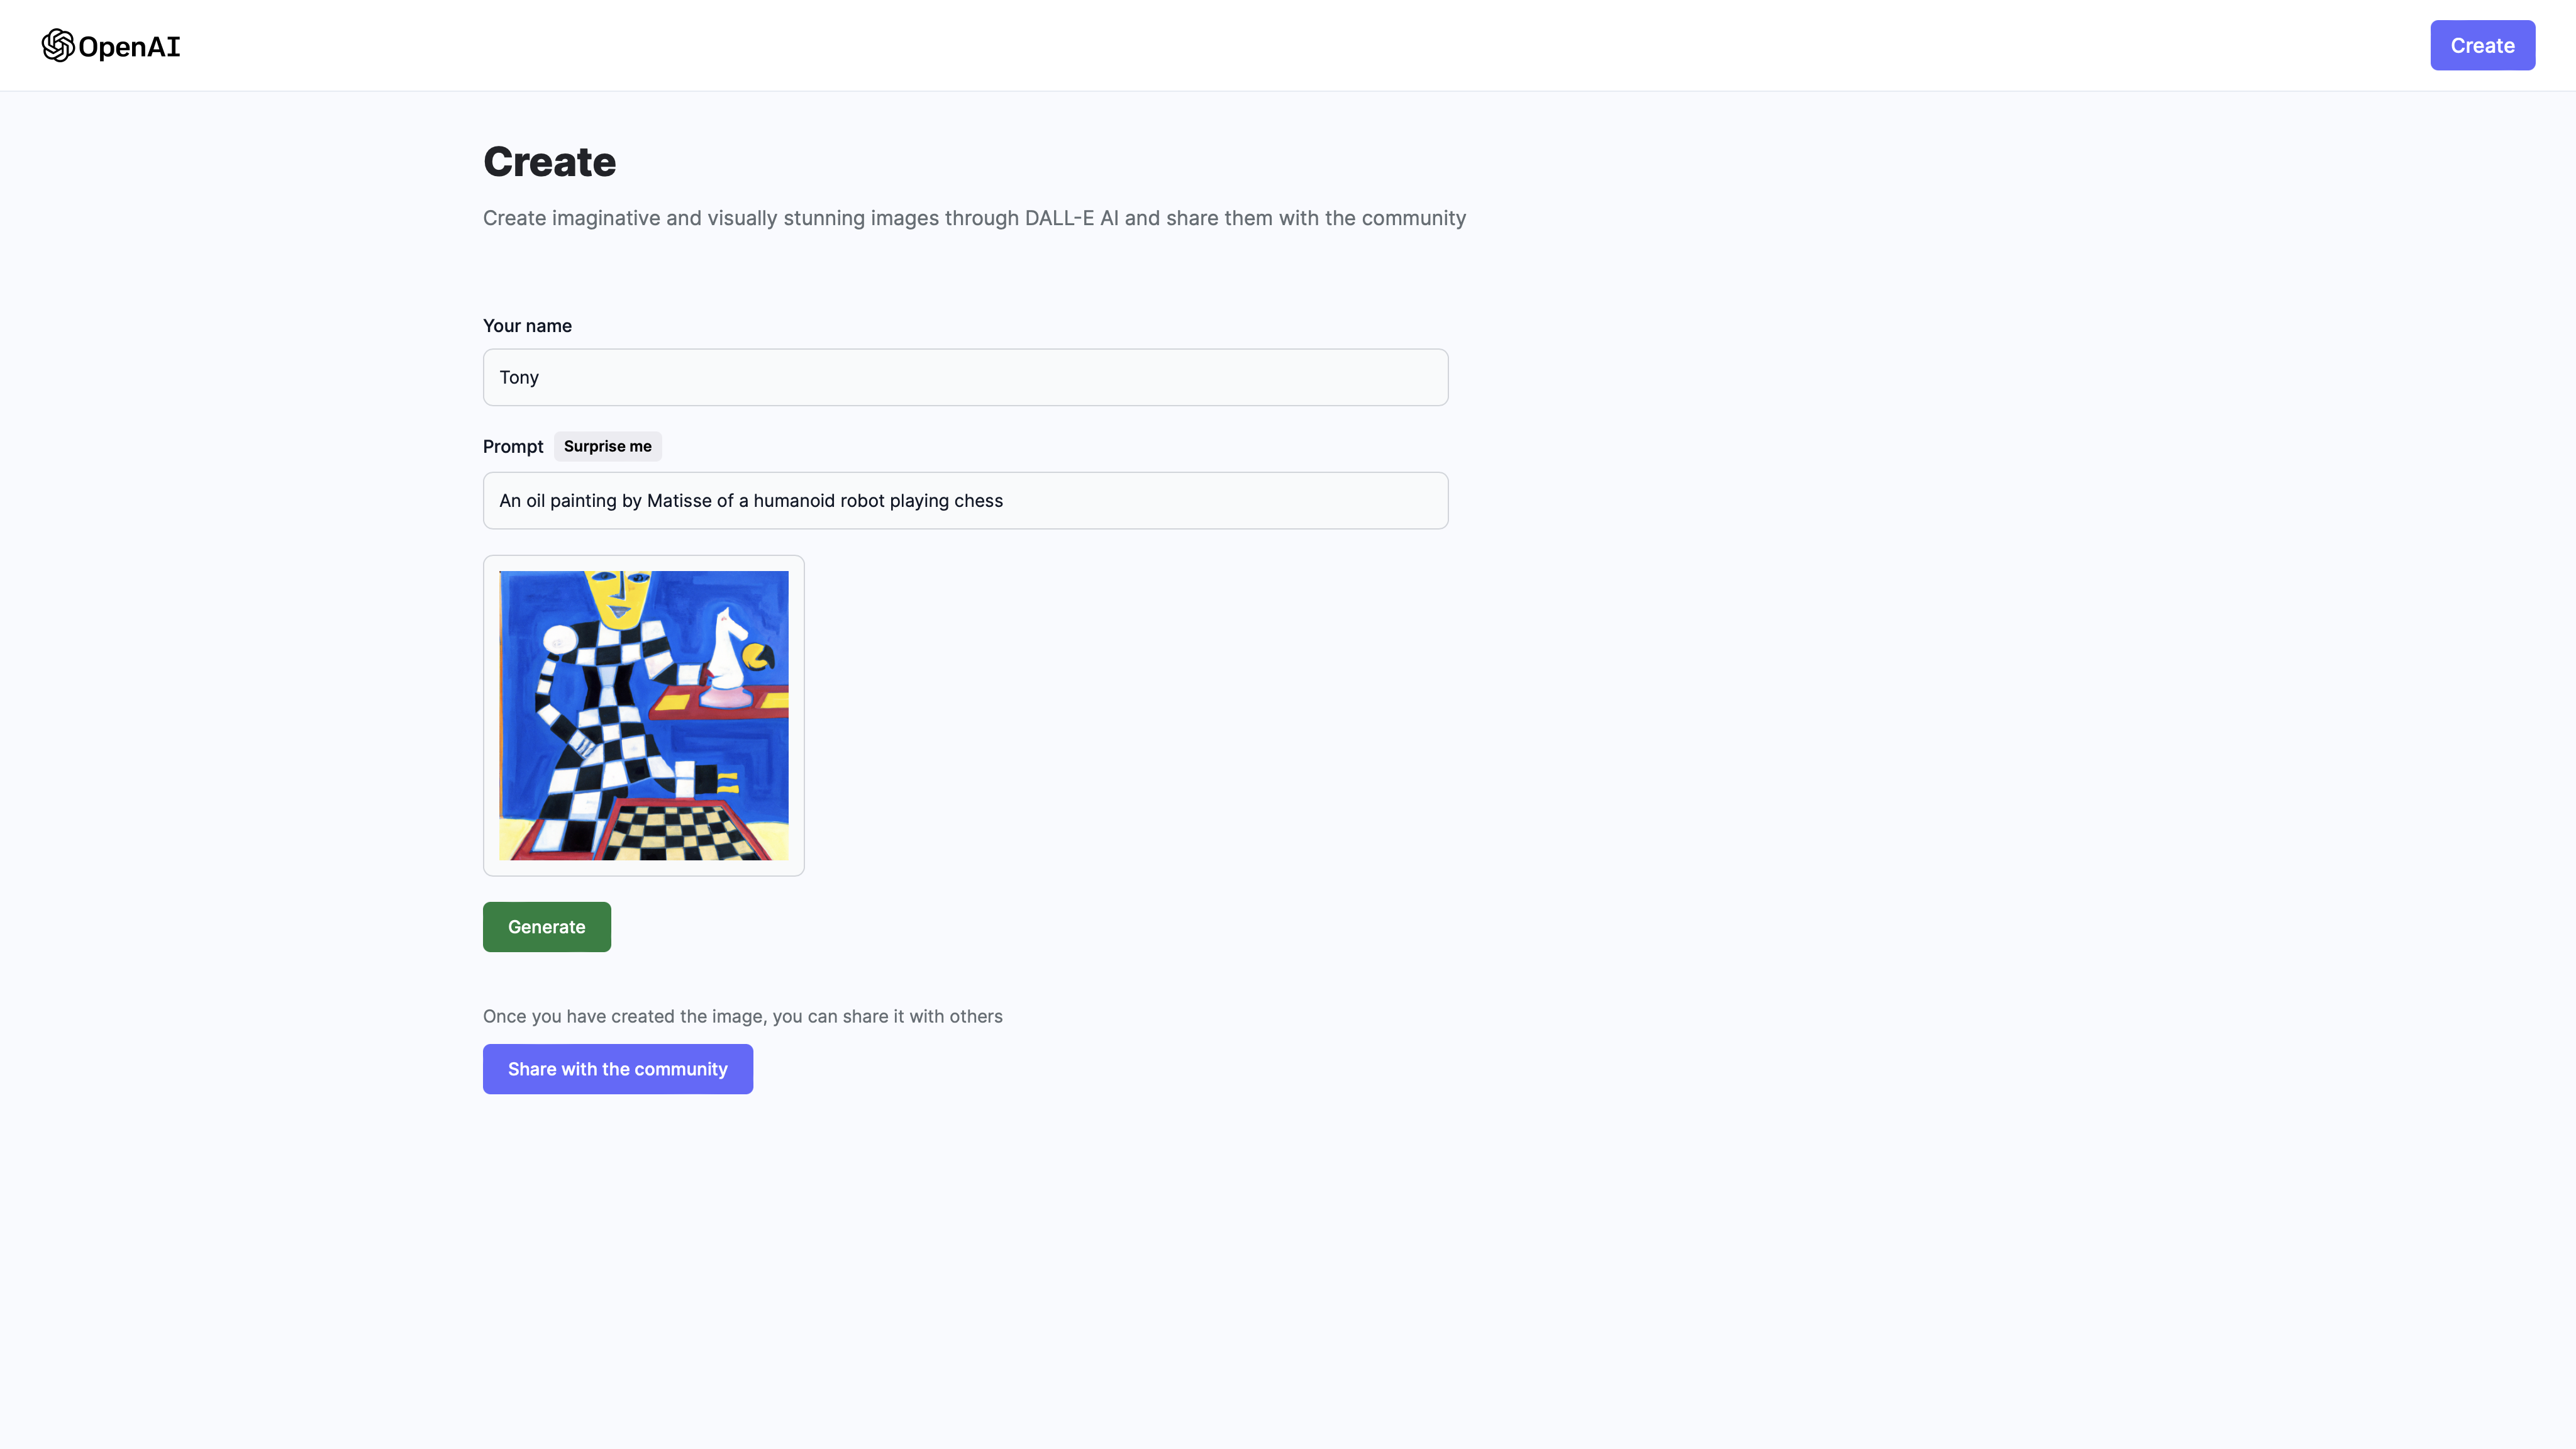 OpenAI
Create
Create
Create imaginative and visually stunning images through DALL-E AI and share them with the community
Your name
Tony
Prompt
Surprise me
An oil painting by Matisse of a humanoid robot playing chess
Generate
Once you have created the image, you can share it with others
Share with the community